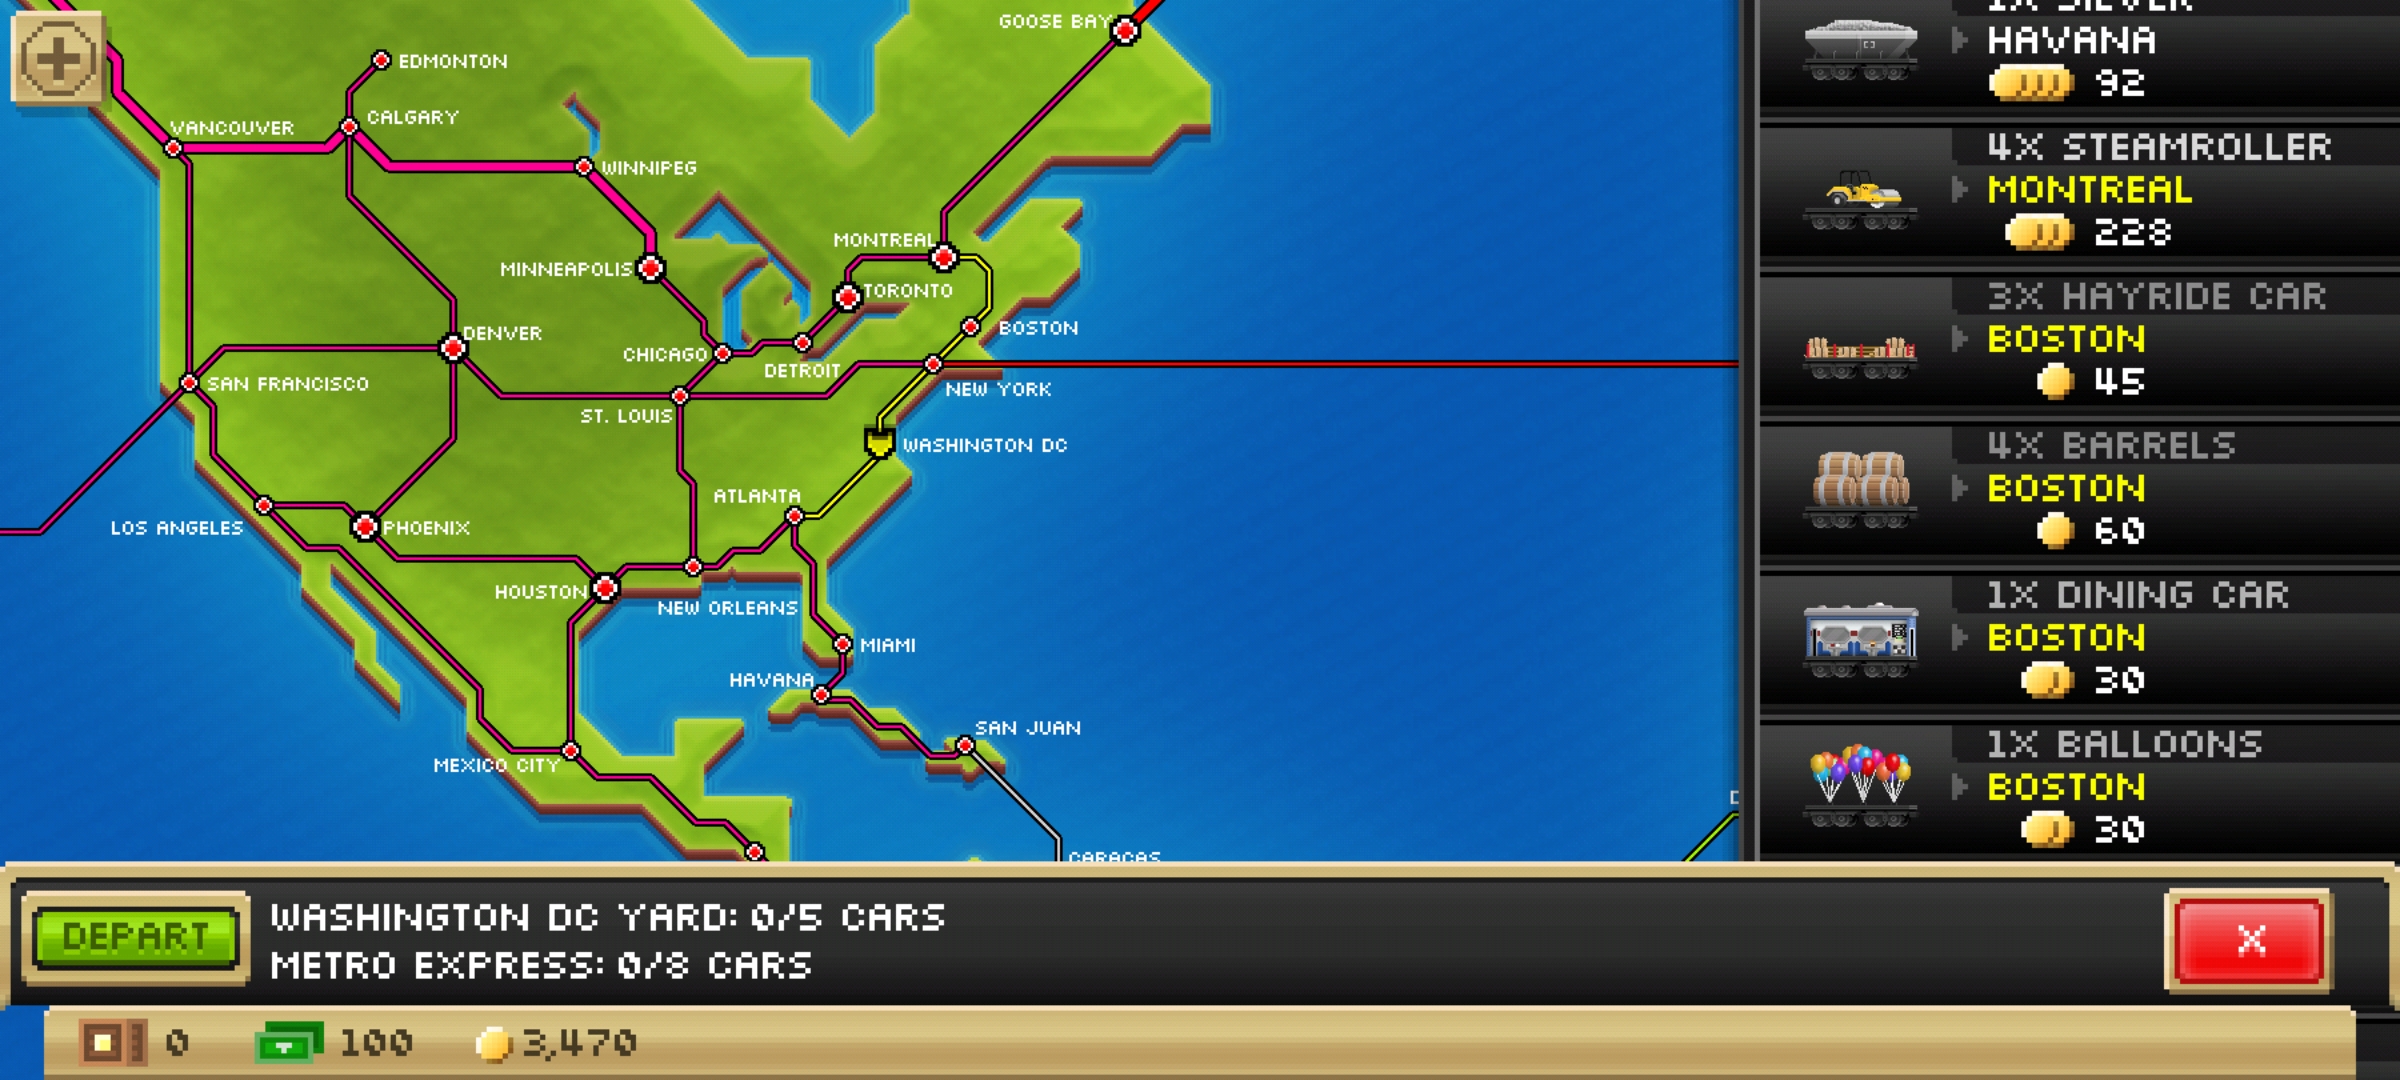 GOOSE BAY
EDMONTON
CALGARY
VANCOUVER
WINNIPEG
MONTREAL
MINNEAPOLIS
TORONTO
BOSTON
DENVER
CHICAGO
DETROIT
SAN FRANCISCO
NEW YORK
ST. LOUIS
WASHINGTON DC
ATLANTA
LOS ANGELES
PHOENIX
HOUSTON
NEW ORLEANS
MIAMI
HAVANA
SAN JUAN
MEXICO CITY
CARACAS
1X SILVER
HAVANA
92
4X STEAMROLLER
MONTREAL
228
3X HAYRIDE CAR
BOSTON
45
4X BARRELS
BOSTON
60
1X DINING CAR
BOSTON
30
1X BALLOONS
BOSTON
30
DEPART
WASHINGTON DC YARD: 0/5 CARS
METRO EXPRESS: 0/8 CARS
X
0
100
3,470